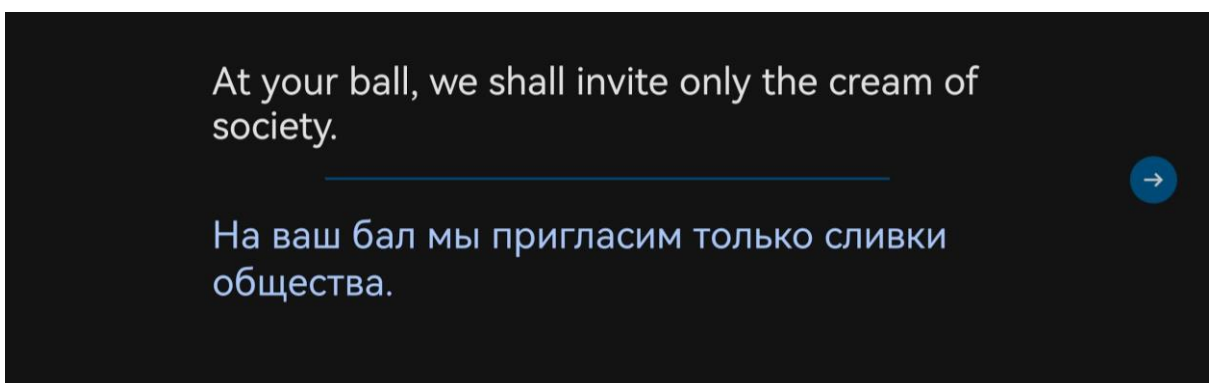 At your ball, we shall invite only the cream of
society.
На ваш бал мы пригласим только сливки
общества.